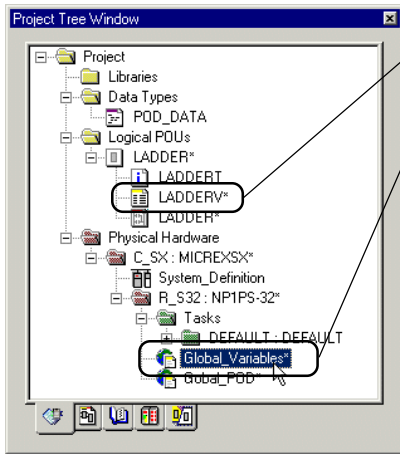 Project Tree Window
Project
Libraries
Data Types
POD_DATA
Logical POUs
LADDER*
LADDERT
LADDERV*
LADDER*
Physical Hardware
C_SX : MICREXSX*
System_Definition
R_S32 : NP1PS-32*
Tasks
DEFAULT : DEFAULT
Global_Variables*
Gubal_POD*